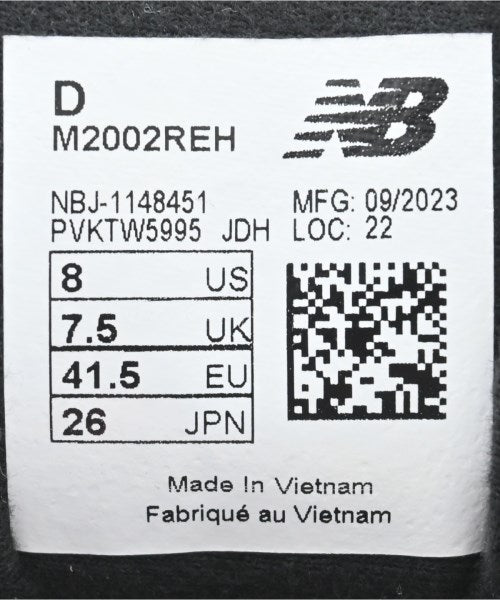 D
M2002REH
NB
NBJ-1148451
PVKTW5995 JDH
MFG: 09/2023
LOC: 22
8 US
7.5 UK
41.5 EU
26 JPN
Made In Vietnam
Fabriqué au Vietnam